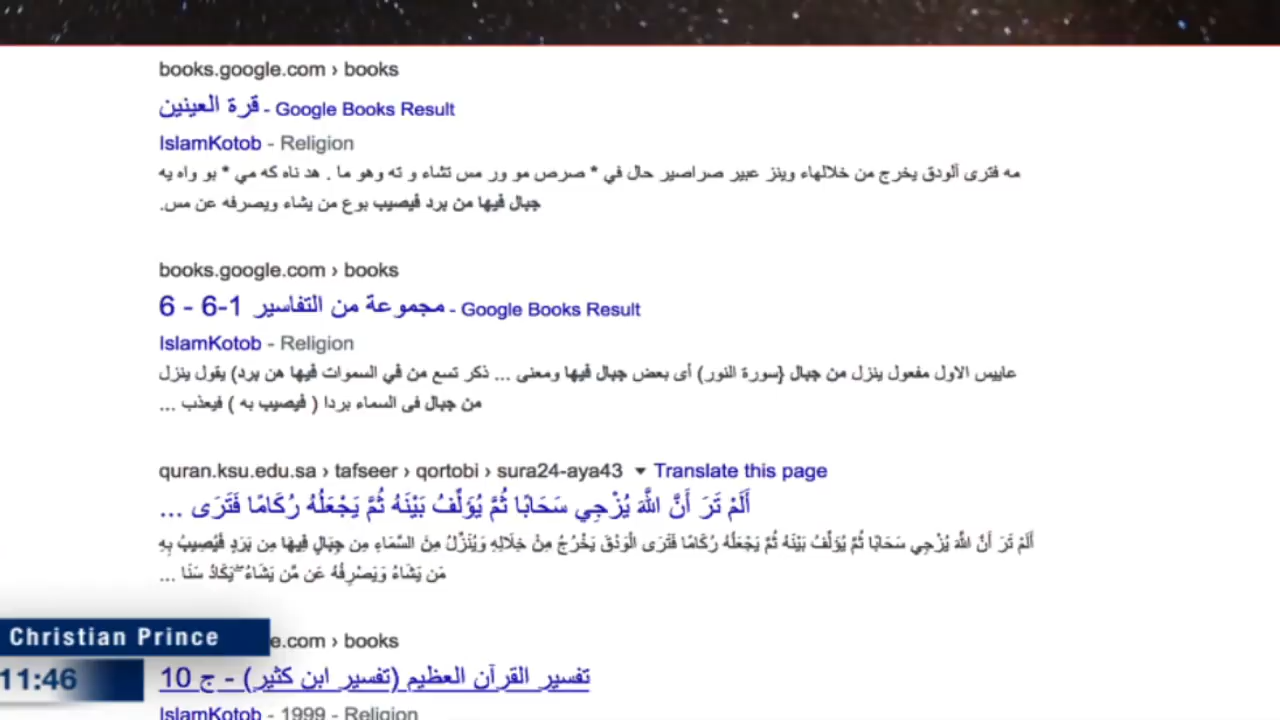 books.google.com › books
قرة العينين - Google Books Result
IslamKotob - Religion
مه فترى ألودق يخرج من خلالهاء وينز عبير صراصير حال في * صرص مو ور مس تشاء و ته وهو ما . هد ناه كه مي * بو واه يه
جبال فيها من برد فيصيب بوع من يشاء ويصرفه عن مس.
books.google.com › books
مجموعة من التفاسير 1-6 - 6 - Google Books Result
IslamKotob - Religion
عاييس الاول مفعول ينزل من جبال {سورة النور) أى بعض جبال فيها ومعنى ... ذكر تسع من في السموات فيها هن برد) يقول ينزل
من جبال فى السماء بردا ( فيصيب به ) فيعذب ...
quran.ksu.edu.sa › tafseer › qortobi › sura24-aya43 ▾ Translate this page
أَلَمْ تَرَ أَنَّ اللَّهَ يُزْجِي سَحَابًا ثُمَّ يُؤَلِّفُ بَيْنَهُ ثُمَّ يَجْعَلُهُ رُكَامًا فَتَرَى ...
أَلَمْ تَرَ أَنَّ اللَّهَ يُزْجِي سَحَابًا ثُمَّ يُؤَلِّفُ بَيْنَهُ ثُمَّ يَجْعَلُهُ رُكَامًا فَتَرَى الْوَدْقَ يَخْرُجُ مِنْ خِلَالِهِ وَيُنَزِّلُ مِنَ السَّمَاءِ مِن جِبَالٍ فِيهَا مِن بَرَدٍ فَيُصِيبُ بِهِ
مَن يَشَاءُ وَيَصْرِفُهُ عَن مَّن يَشَاءُ ۖ يَكَادُ سَنَا ...
Christian Prince
e.com › books
11:46
تفسير القرآن العظيم (تفسير ابن كثير) - ج 10
IslamKotob - 1999 - Religion